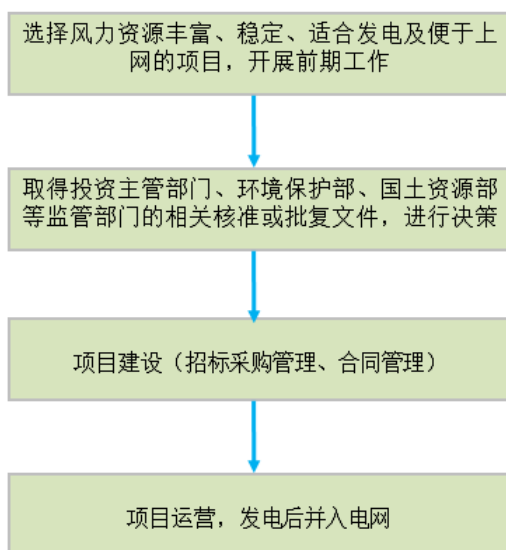 选择风力资源丰富、稳定、适合发电及便于上
网的项目，开展前期工作
取得投资主管部门、环境保护部、国土资源部
等监管部门的相关核准或批复文件，进行决策
项目建设（招标采购管理、合同管理）
项目运营，发电后并入电网